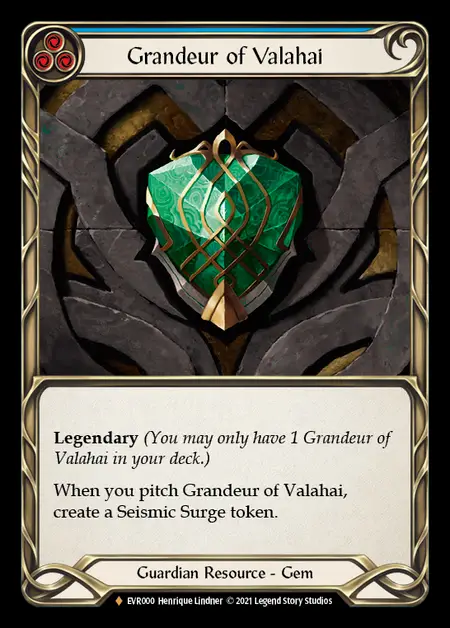 Grandeur of Valahai
Legendary (You may only have 1 Grandeur of
Valahai in your deck.)
When you pitch Grandeur of Valahai,
create a Seismic Surge token.
Guardian Resource - Gem
EVR000 Henrique Lindner © 2021 Legend Story Studios